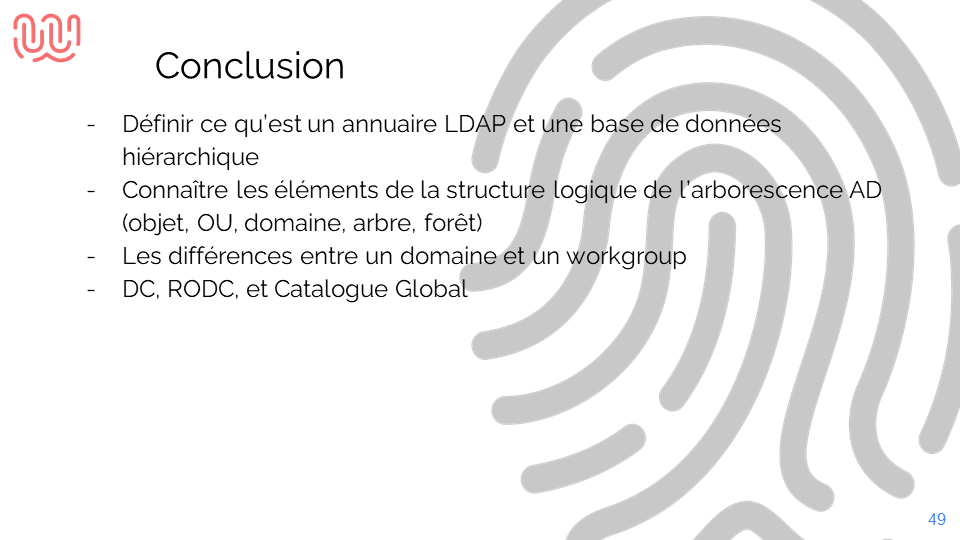 Conclusion
- Définir ce qu'est un annuaire LDAP et une base de données
hiérarchique
- Connaître les éléments de la structure logique de l'arborescence AD
(objet, OU, domaine, arbre, forêt)
- Les différences entre un domaine et un workgroup
- DC, RODC, et Catalogue Global
49